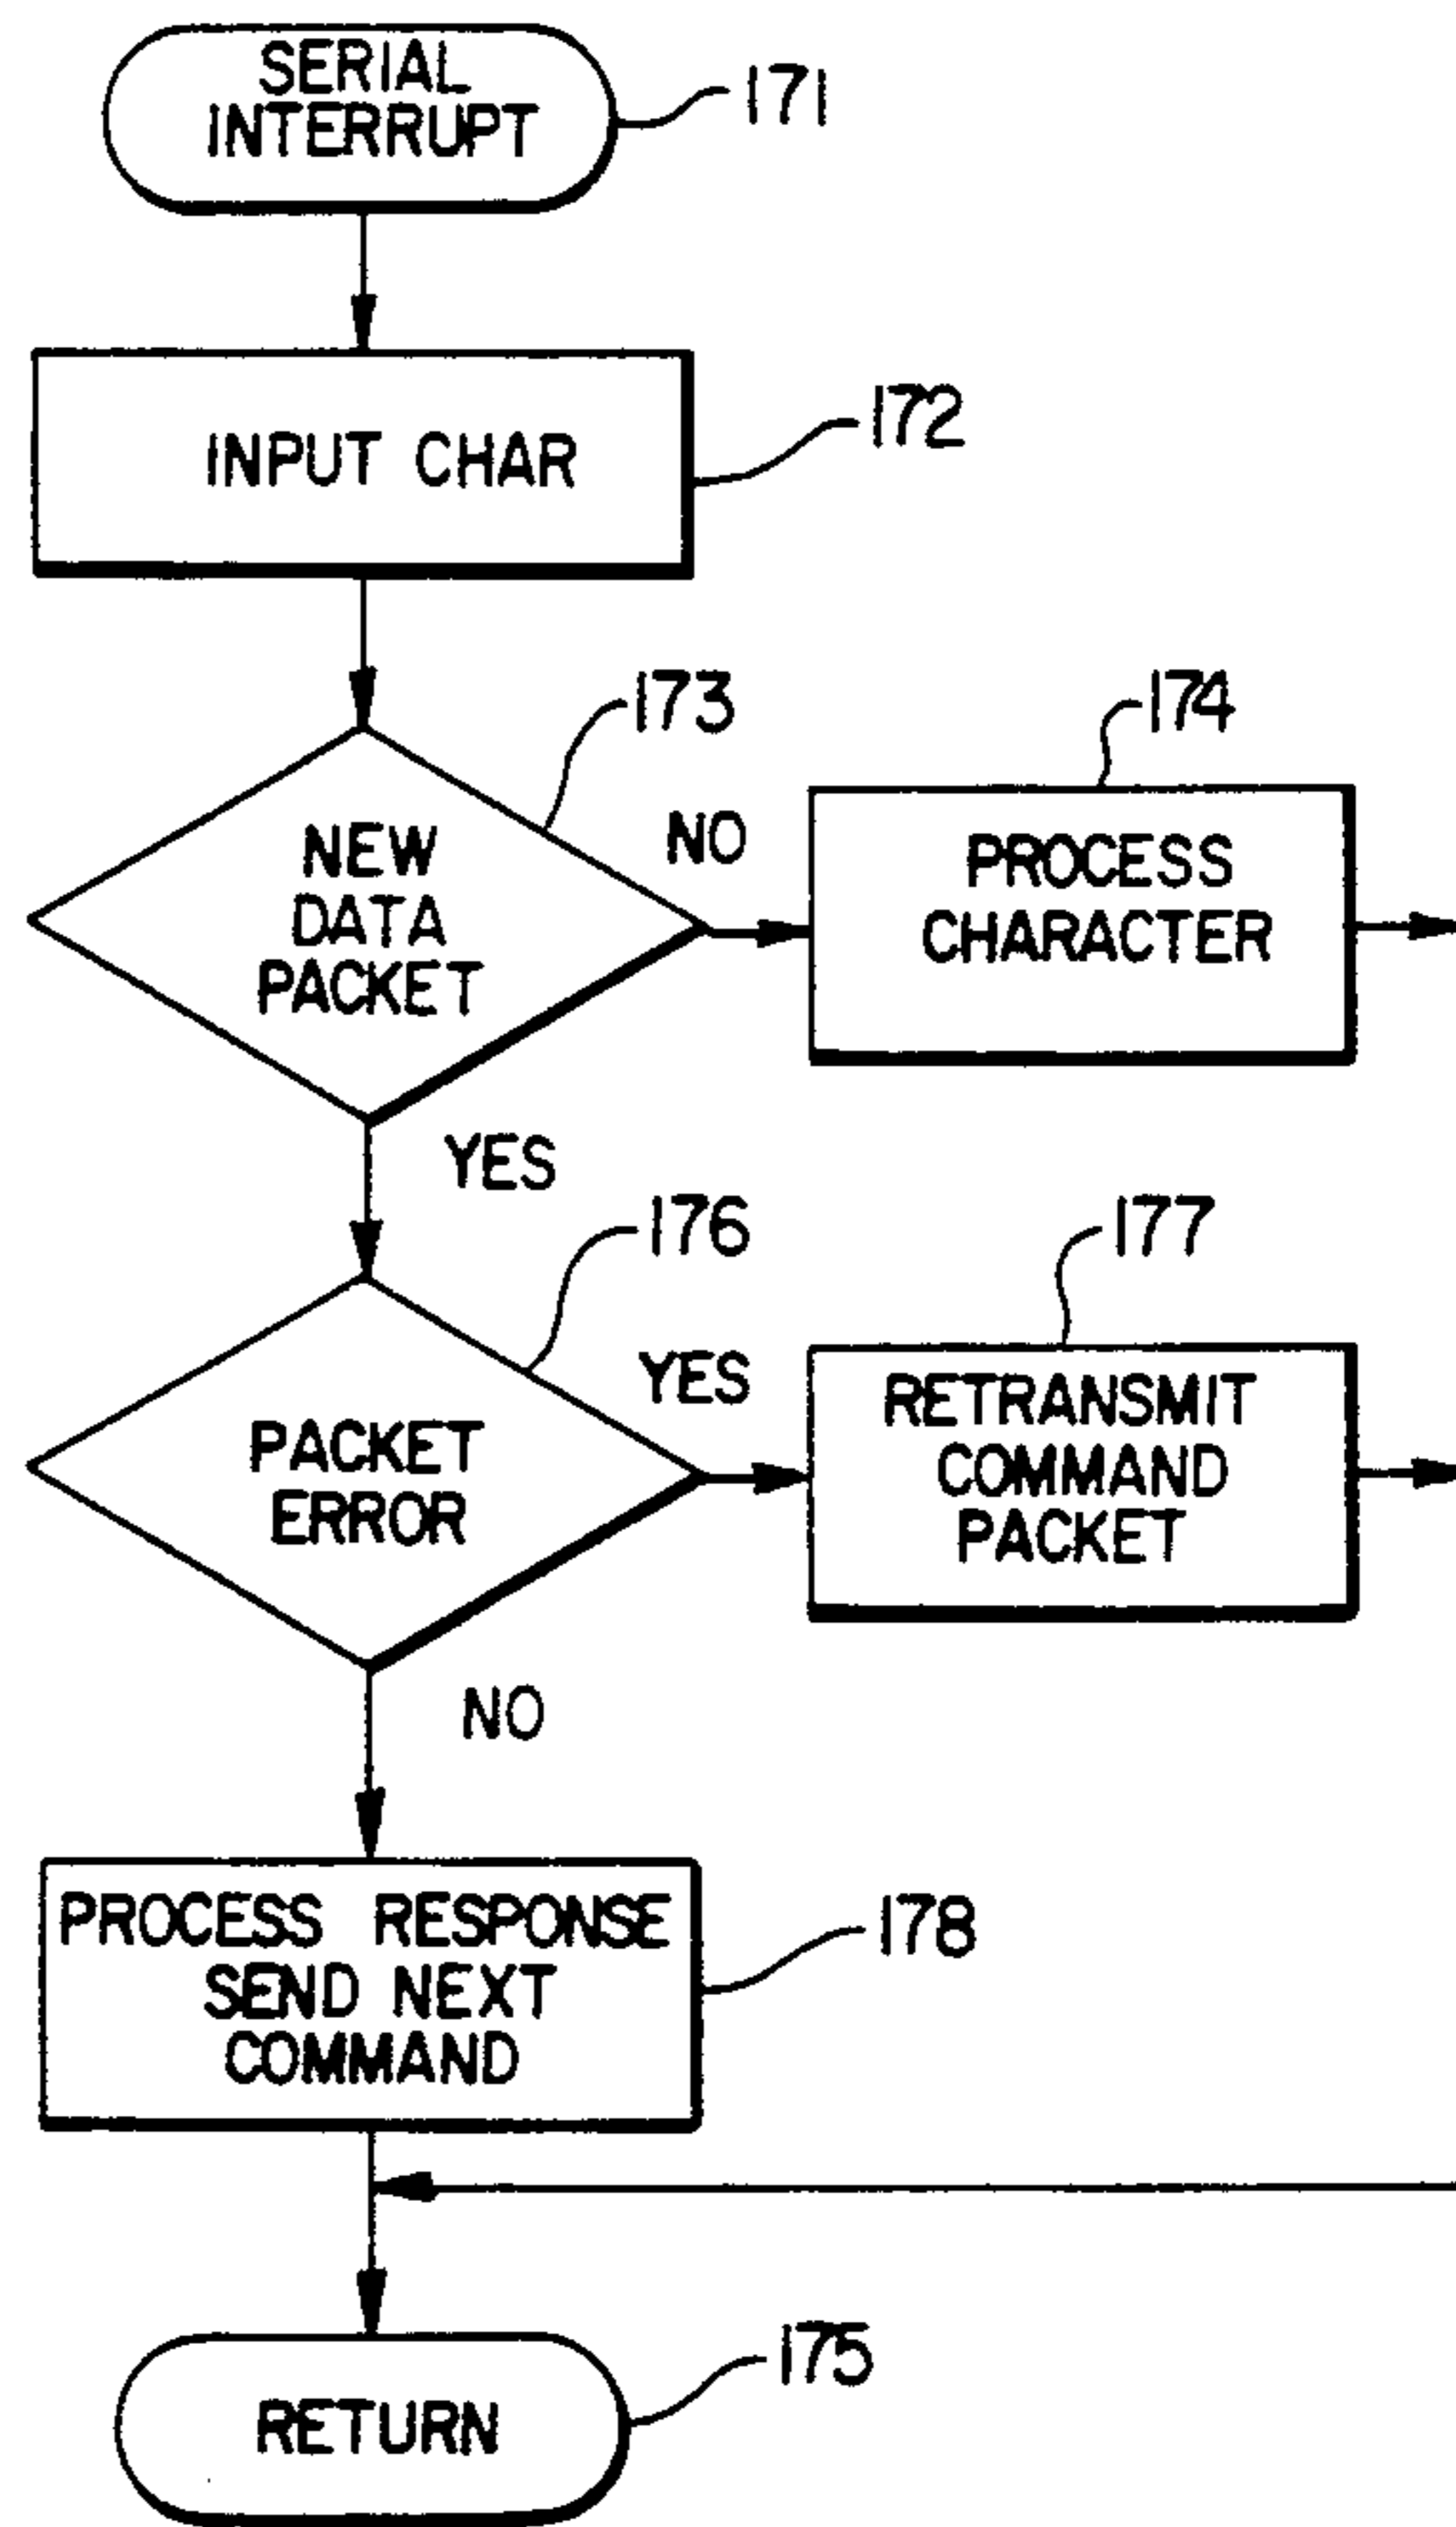 SERIAL
INTERRUPT
171
INPUT CHAR
172
173
174
NEW
DATA
PACKET
NO
PROCESS
CHARACTER
YES
176
177
PACKET
ERROR
YES
RETRANSMIT
COMMAND
PACKET
NO
PROCESS RESPONSE
SEND NEXT
COMMAND
178
175
RETURN